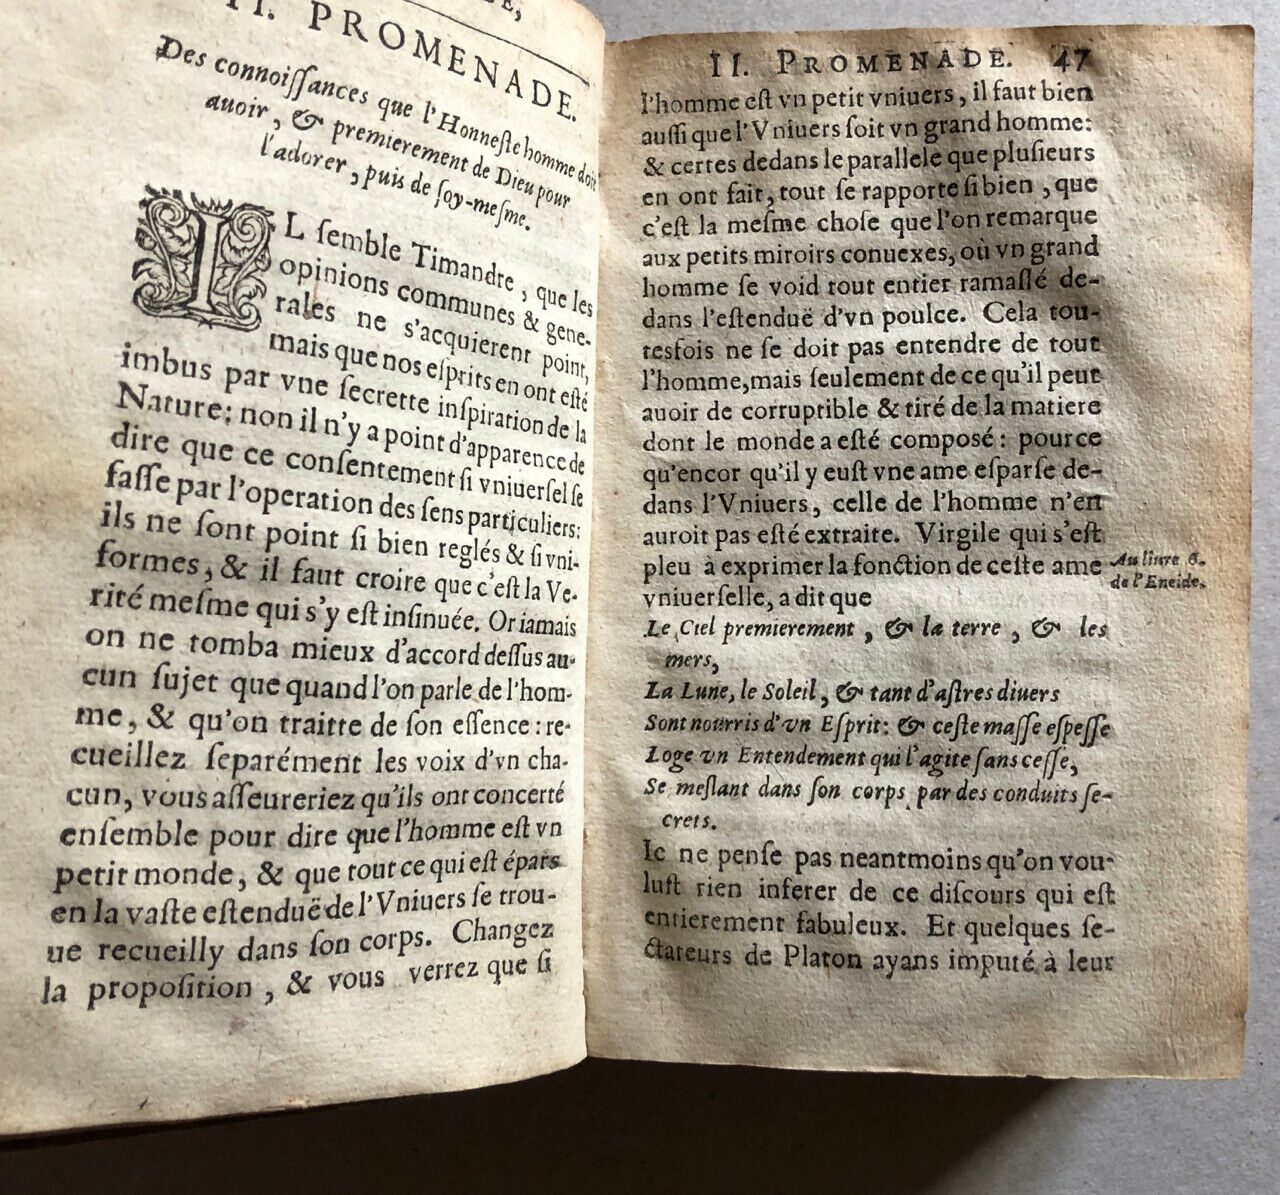 II. PROMENADE.
Des connoiſſances que l'Honneſte homme doit
auoir, & premierement de Dieu pour
l'adorer, puis de ſoy-meſme.
IL ſemble Timandre, que les
opinions communes & gene-
rales ne s'acquierent point,
mais que nos eſprits en ont eſté
imbus par vne ſecrette inſpiration de la
Nature; non il n'y a point d'apparence de
dire que ce conſentement ſi vniuerſel ſe
faſſe par l'operation des ſens particuliers:
ils ne ſont point ſi bien reglés & ſi vni-
formes, & il faut croire que c'eſt la Ve-
rité meſme qui s'y eſt inſinuée. Or iamais
on ne tomba mieux d'accord deſſus au-
cun ſujet que quand l'on parle de l'hom-
me, & qu'on traitte de ſon eſſence: re-
cueillez ſeparément les voix d'vn cha-
cun, vous aſſeureriez qu'ils ont concerté
enſemble pour dire que l'homme eſt vn
petit monde, & que tout ce qui eſt épars
en la vaſte eſtenduë de l'Vniuers ſe trou-
ue recueilly dans ſon corps. Changez
la propoſition, & vous verrez que ſi
II. PROMENADE. 47
l'homme eſt vn petit vniuers, il faut bien
auſſi que l'Vniuers ſoit vn grand homme:
& certes dedans le parallele que pluſieurs
en ont fait, tout ſe rapporte ſi bien, que
c'eſt la meſme choſe que l'on remarque
aux petits miroirs conuexes, où vn grand
homme ſe void tout entier ramaſſé de-
dans l'eſtenduë d'vn poulce. Cela tou-
tesfois ne ſe doit pas entendre de tout
l'homme, mais ſeulement de ce qu'il peut
auoir de corruptible & tiré de la matiere
dont le monde a eſté compoſé: pource
qu'encor qu'il y euſt vne ame eſparſe de-
dans l'Vniuers, celle de l'homme n'en
auroit pas eſté extraite. Virgile qui s'eſt
pleu à exprimer la fonction de ceſte ame
vniuerſelle, a dit que
Au liure 6.
de l'Eneide.
Le Ciel premierement, & la terre, & les
mers,
La Lune, le Soleil, & tant d'aſtres diuers
Sont nourris d'vn Eſprit: & ceſte maſſe eſpeſſe
Loge vn Entendement qui l'agite ſans ceſſe,
Se meſlant dans ſon corps par des conduits ſe-
crets.
Ie ne penſe pas neantmoins qu'on vou-
luſt rien inferer de ce diſcours qui eſt
entierement fabuleux. Et quelques ſe-
ctateurs de Platon ayans imputé à leur